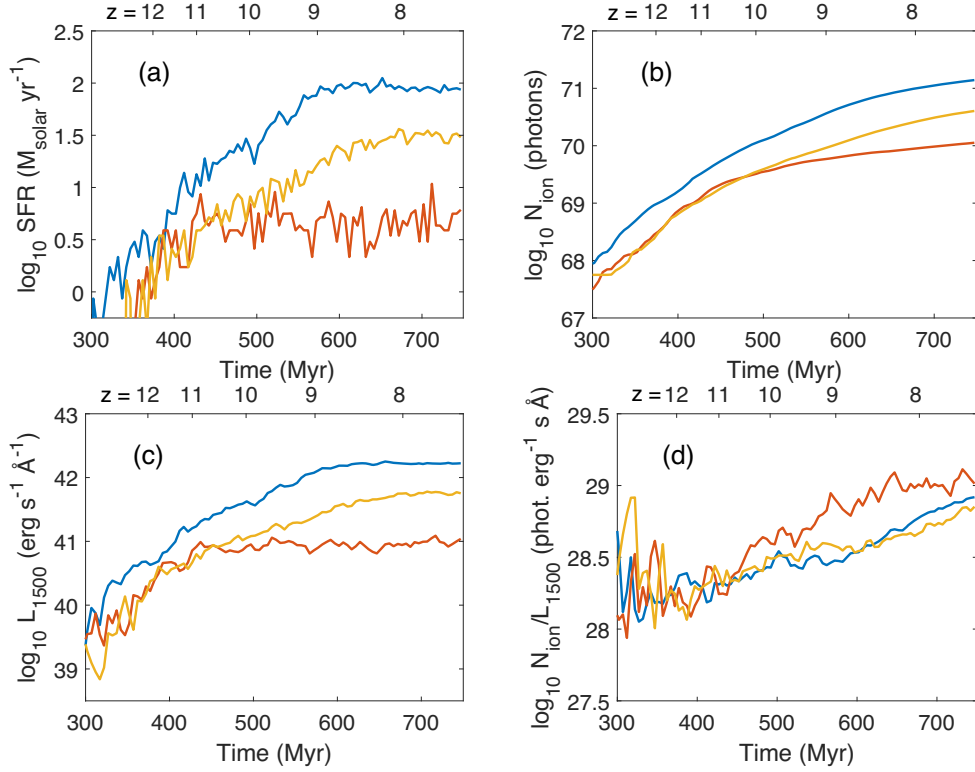 z = 12 11 10 9 8
z = 12 11 10 9 8
2.5
2
1.5
1
0.5
0
(a)
log10 SFR (Msolar yr-1)
300 400 500 600 700
Time (Myr)
72
71
70
69
68
67
(b)
log10 Nion (photons)
300 400 500 600 700
Time (Myr)
z = 12 11 10 9 8
z = 12 11 10 9 8
43
42
41
40
39
(c)
log10 L1500 (erg s-1 Å-1)
300 400 500 600 700
Time (Myr)
29.5
29
28.5
28
27.5
(d)
log10 Nion/L1500 (phot. erg-1 s Å)
300 400 500 600 700
Time (Myr)